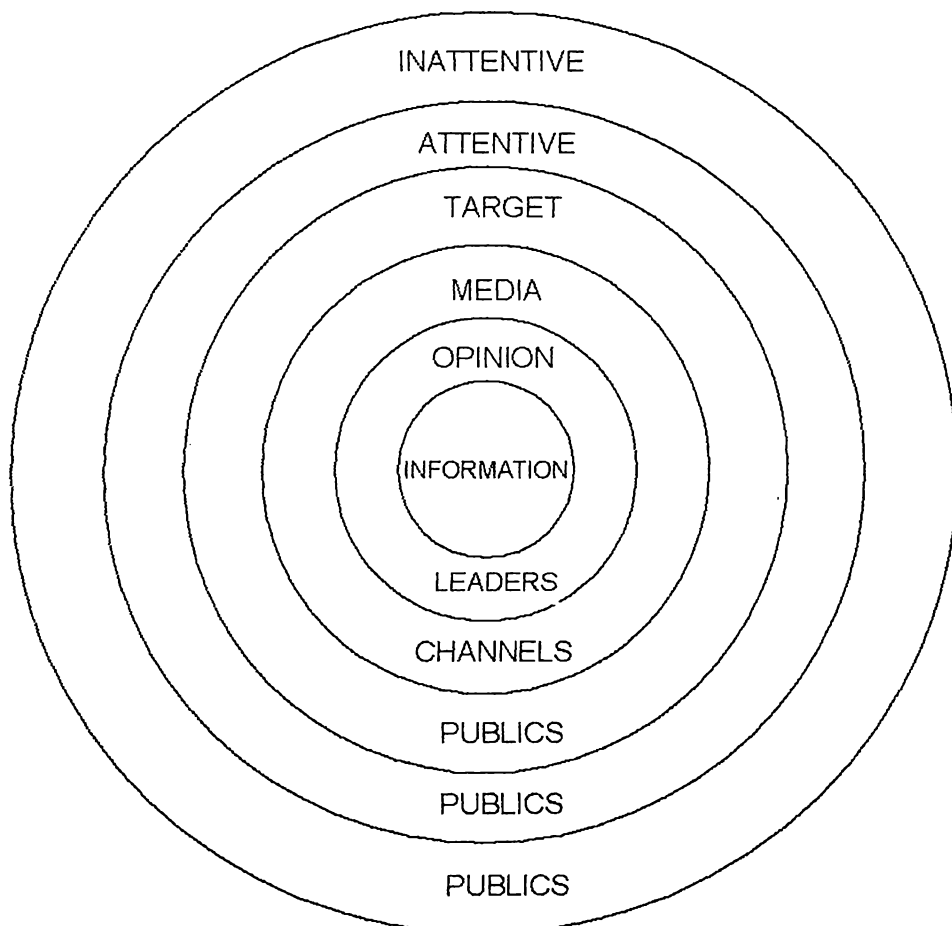 INATTENTIVE
ATTENTIVE
TARGET
MEDIA
OPINION
INFORMATION
LEADERS
CHANNELS
PUBLICS
PUBLICS
PUBLICS